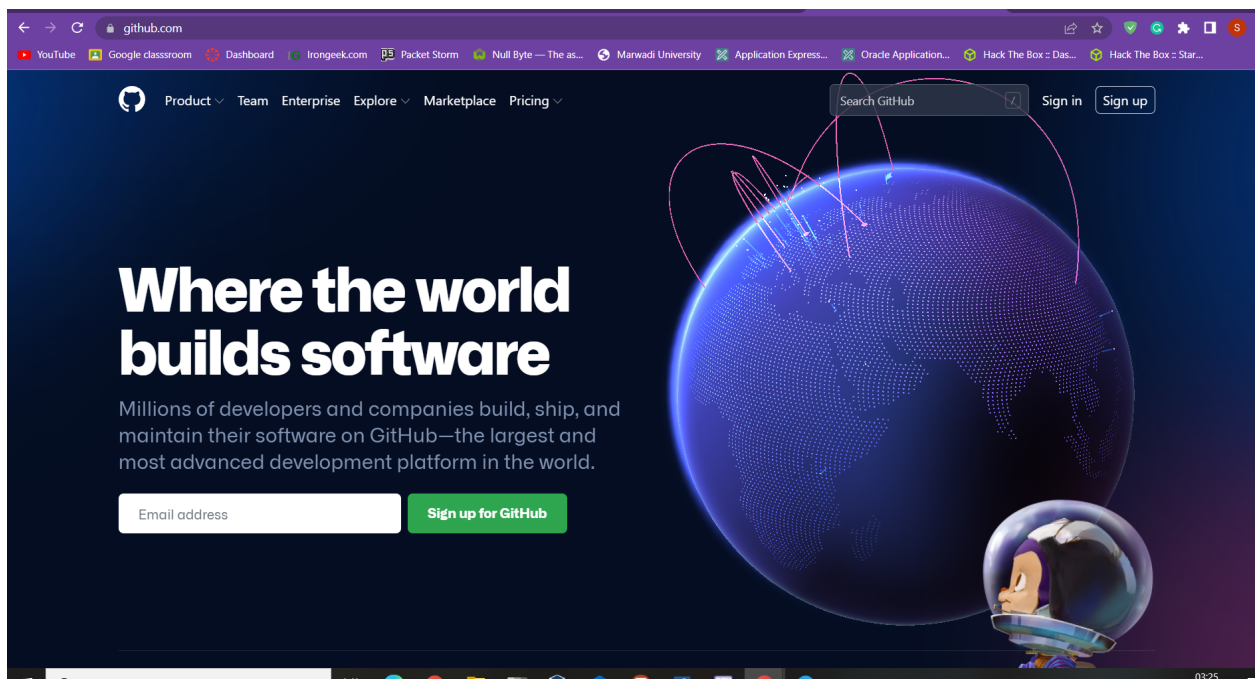 github.com
S
YouTube Google classsroom Dashboard Irongeek.com Packet Storm Null Byte — The as... Marwadi University Application Express... Oracle Application... Hack The Box :: Das... Hack The Box :: Star...
Product Team Enterprise Explore Marketplace Pricing Search GitHub / Sign in Sign up
Where the world
builds software
Millions of developers and companies build, ship, and
maintain their software on GitHub—the largest and
most advanced development platform in the world.
Email address Sign up for GitHub
03:25